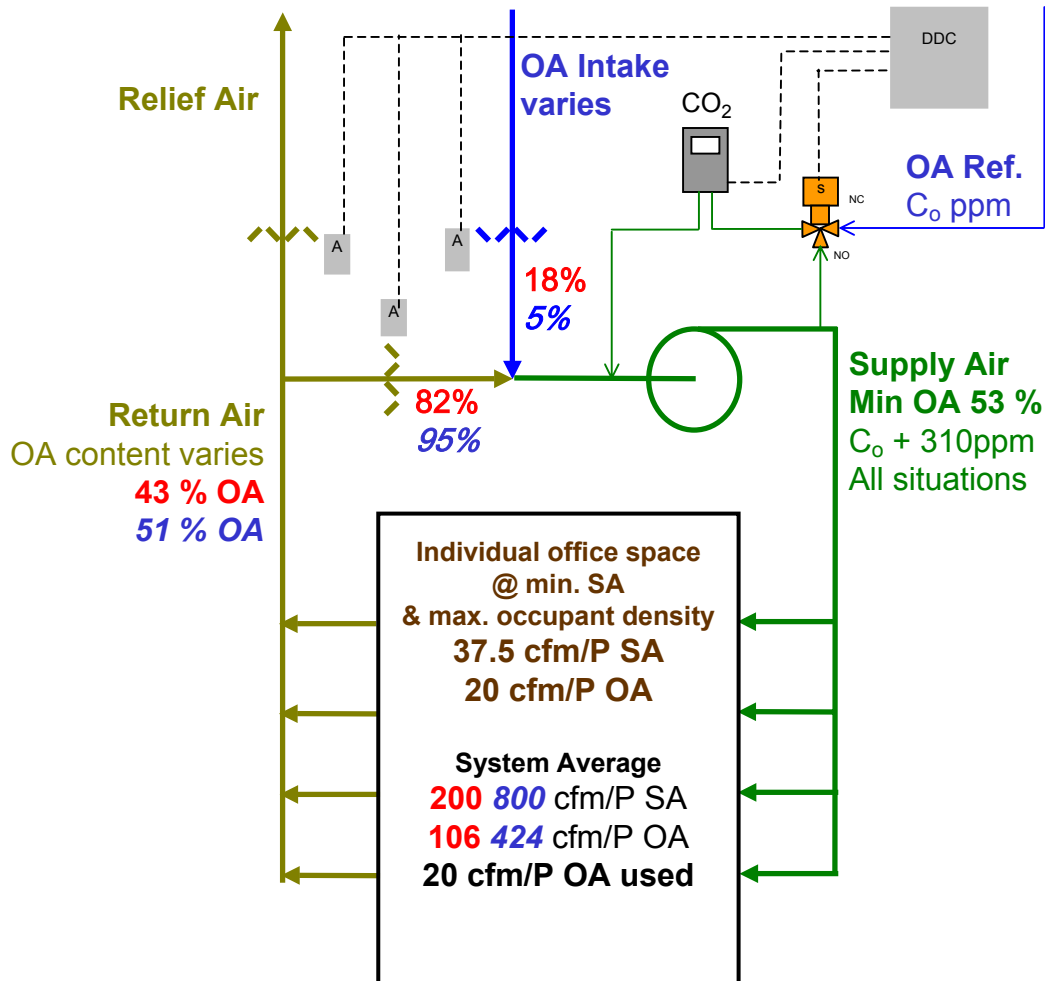 DDC
Relief Air
OA Intake
varies
CO₂
OA Ref.
Cₒ ppm
S
NC
NO
A
A
A
18%
5%
82%
95%
Return Air
OA content varies
43 % OA
51 % OA
Supply Air
Min OA 53 %
Cₒ + 310ppm
All situations
Individual office space
@ min. SA
& max. occupant density
37.5 cfm/P SA
20 cfm/P OA
System Average
200 800 cfm/P SA
106 424 cfm/P OA
20 cfm/P OA used